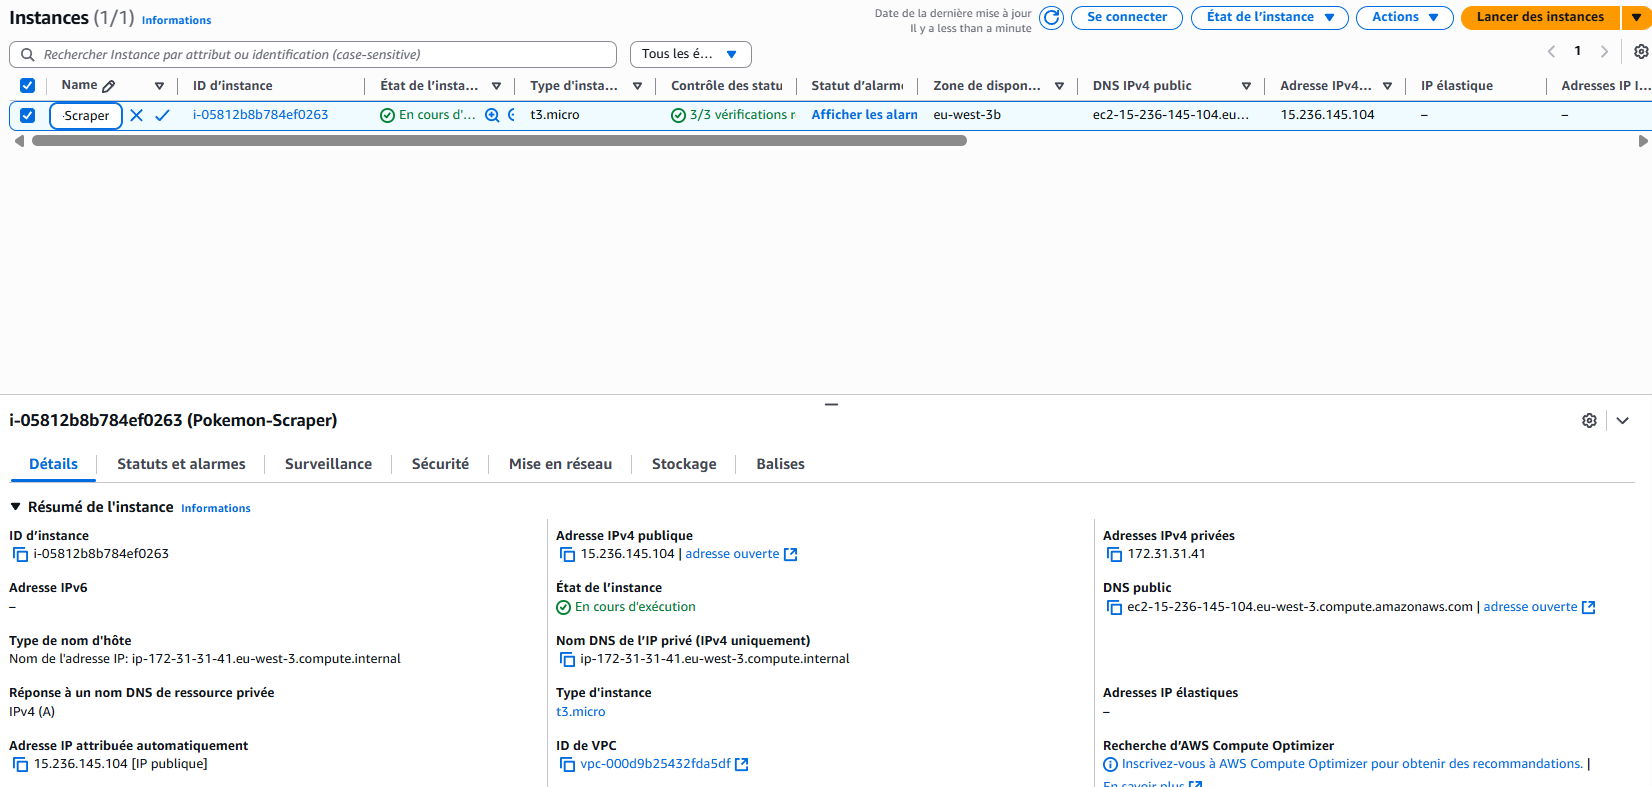 Instances (1/1) Informations
Date de la dernière mise à jour
Il y a less than a minute
Se connecter
État de l’instance
Actions
Lancer des instances
Rechercher Instance par attribut ou identification (case-sensitive)
Tous les é...
1
Name
ID d’instance
État de l’insta...
Type d’insta...
Contrôle des statu
Statut d’alarm
Zone de dispon...
DNS IPv4 public
Adresse IPv4...
IP élastique
Adresses IP I...
-Scraper
i-05812b8b784ef0263
En cours d’...
t3.micro
3/3 vérifications r
Afficher les alarn
eu-west-3b
ec2-15-236-145-104.eu...
15.236.145.104
–
–
i-05812b8b784ef0263 (Pokemon-Scraper)
Détails
Statuts et alarmes
Surveillance
Sécurité
Mise en réseau
Stockage
Balises
Résumé de l'instance Informations
ID d’instance
i-05812b8b784ef0263
Adresse IPv4 publique
15.236.145.104 | adresse ouverte
Adresses IPv4 privées
172.31.31.41
Adresse IPv6
–
État de l’instance
En cours d'exécution
DNS public
ec2-15-236-145-104.eu-west-3.compute.amazonaws.com | adresse ouverte
Type de nom d'hôte
Nom de l'adresse IP: ip-172-31-31-41.eu-west-3.compute.internal
Nom DNS de l’IP privé (IPv4 uniquement)
ip-172-31-31-41.eu-west-3.compute.internal
Réponse à un nom DNS de ressource privée
IPv4 (A)
Type d'instance
t3.micro
Adresses IP élastiques
–
Adresse IP attribuée automatiquement
15.236.145.104 [IP publique]
ID de VPC
vpc-000d9b25432fda5df
Recherche d’AWS Compute Optimizer
Inscrivez-vous à AWS Compute Optimizer pour obtenir des recommandations. |
En savoir plus